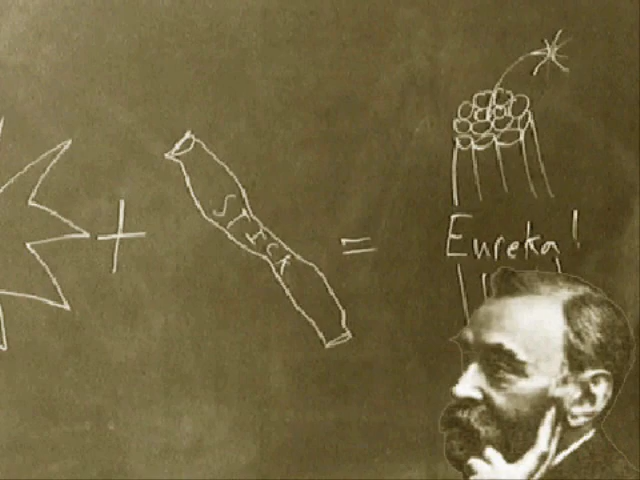 + STICK =
Eureka!